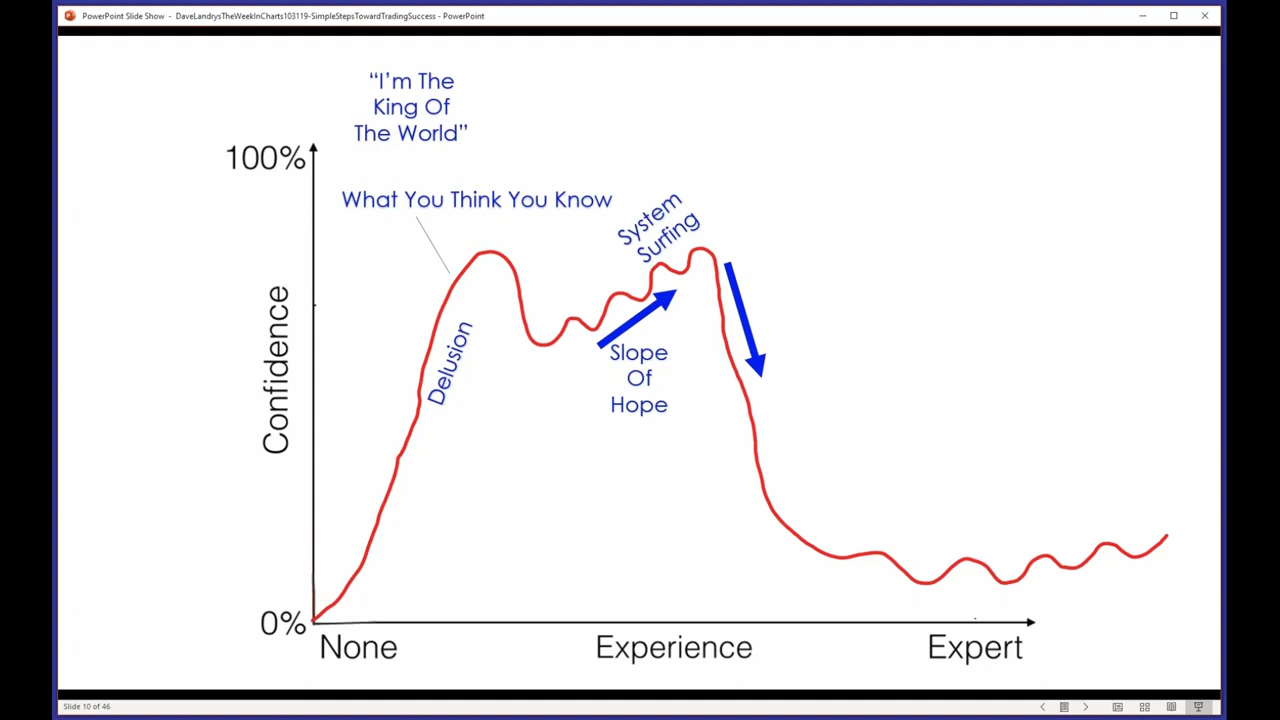 PowerPoint Slide Show - DaveLandrysTheWeekInCharts103119-SimpleStepsTowardTradingSuccess - PowerPoint
“I’m The
King Of
The World”
100%
What You Think You Know
System
Surfing
Confidence
Delusion
Slope
Of
Hope
0%
None
Experience
Expert
Slide 10 of 46